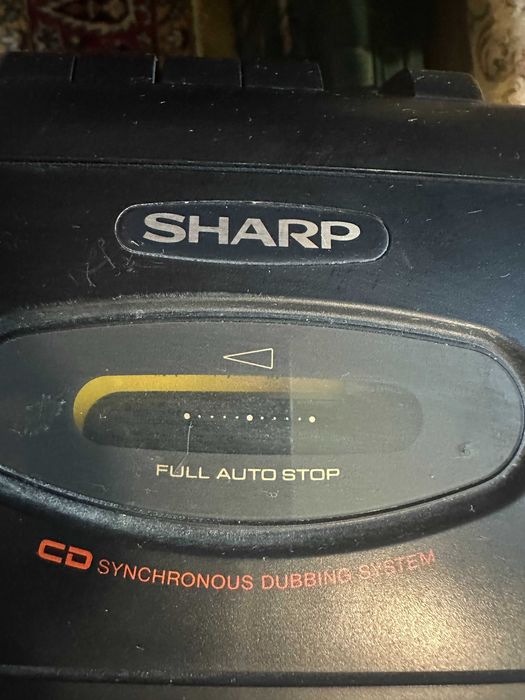 SHARP
FULL AUTO STOP
CD SYNCHRONOUS DUBBING SYSTEM